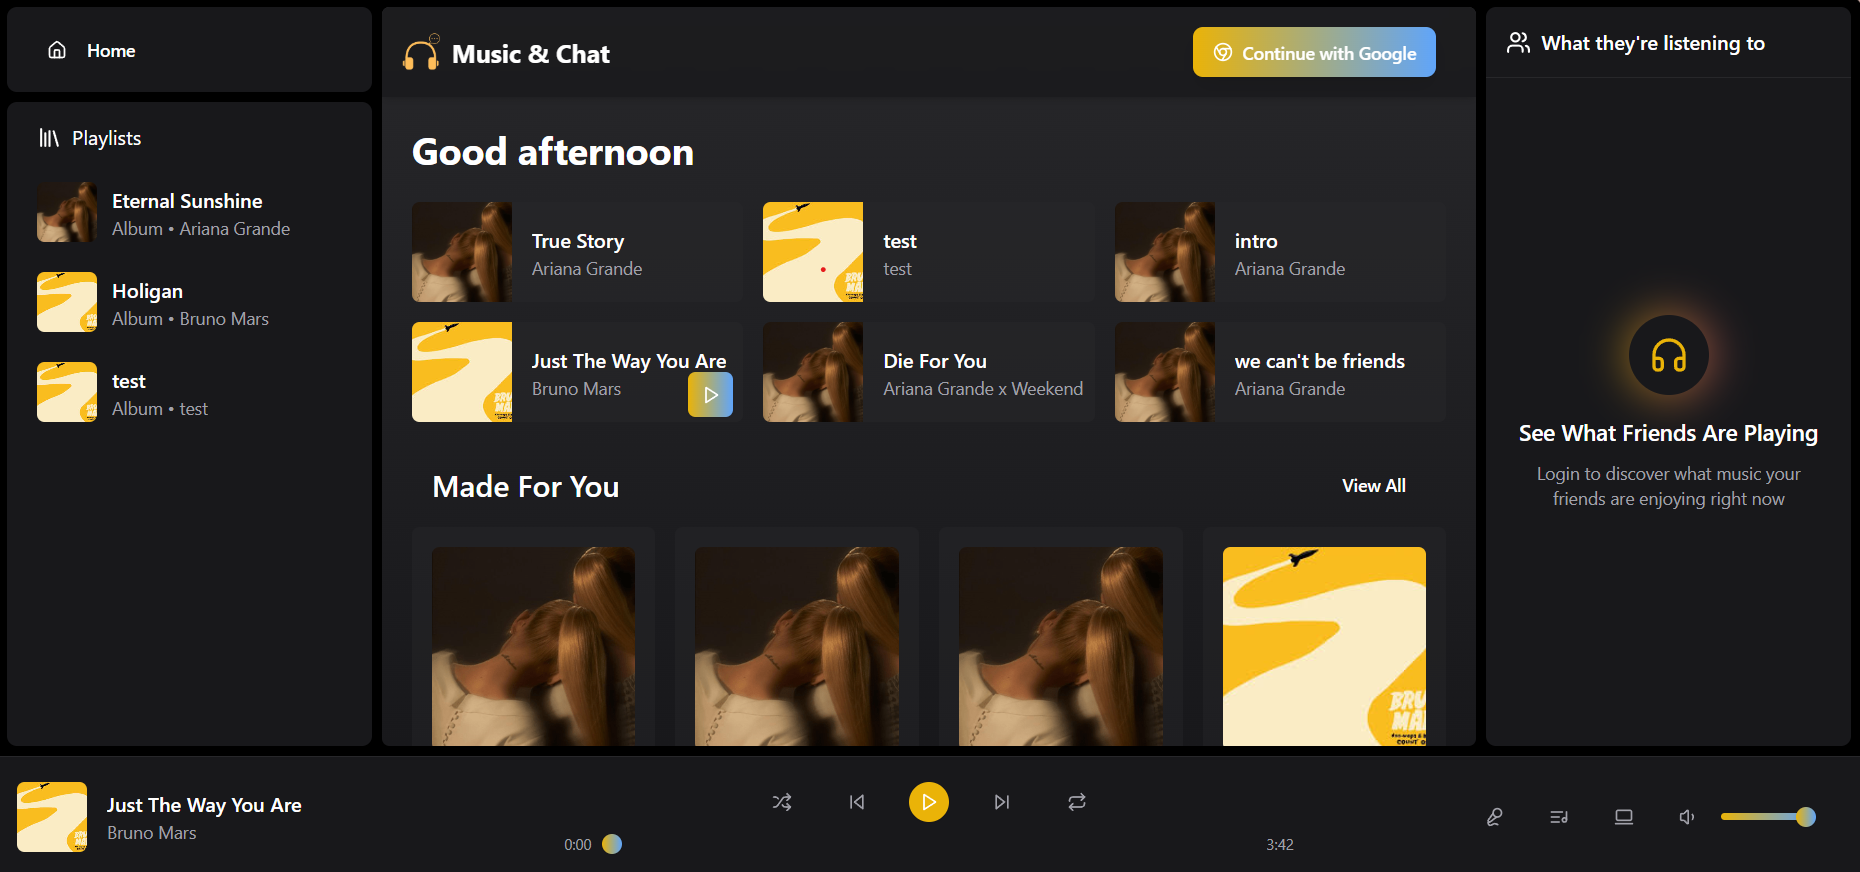 Home
Playlists
Eternal Sunshine
Album • Ariana Grande
Holigan
Album • Bruno Mars
test
Album • test
Music & Chat
Continue with Google
Good afternoon
True Story
Ariana Grande
test
test
intro
Ariana Grande
Just The Way You Are
Bruno Mars
Die For You
Ariana Grande x Weekend
we can't be friends
Ariana Grande
Made For You
View All
What they're listening to
See What Friends Are Playing
Login to discover what music your
friends are enjoying right now
Just The Way You Are
Bruno Mars
0:00
3:42